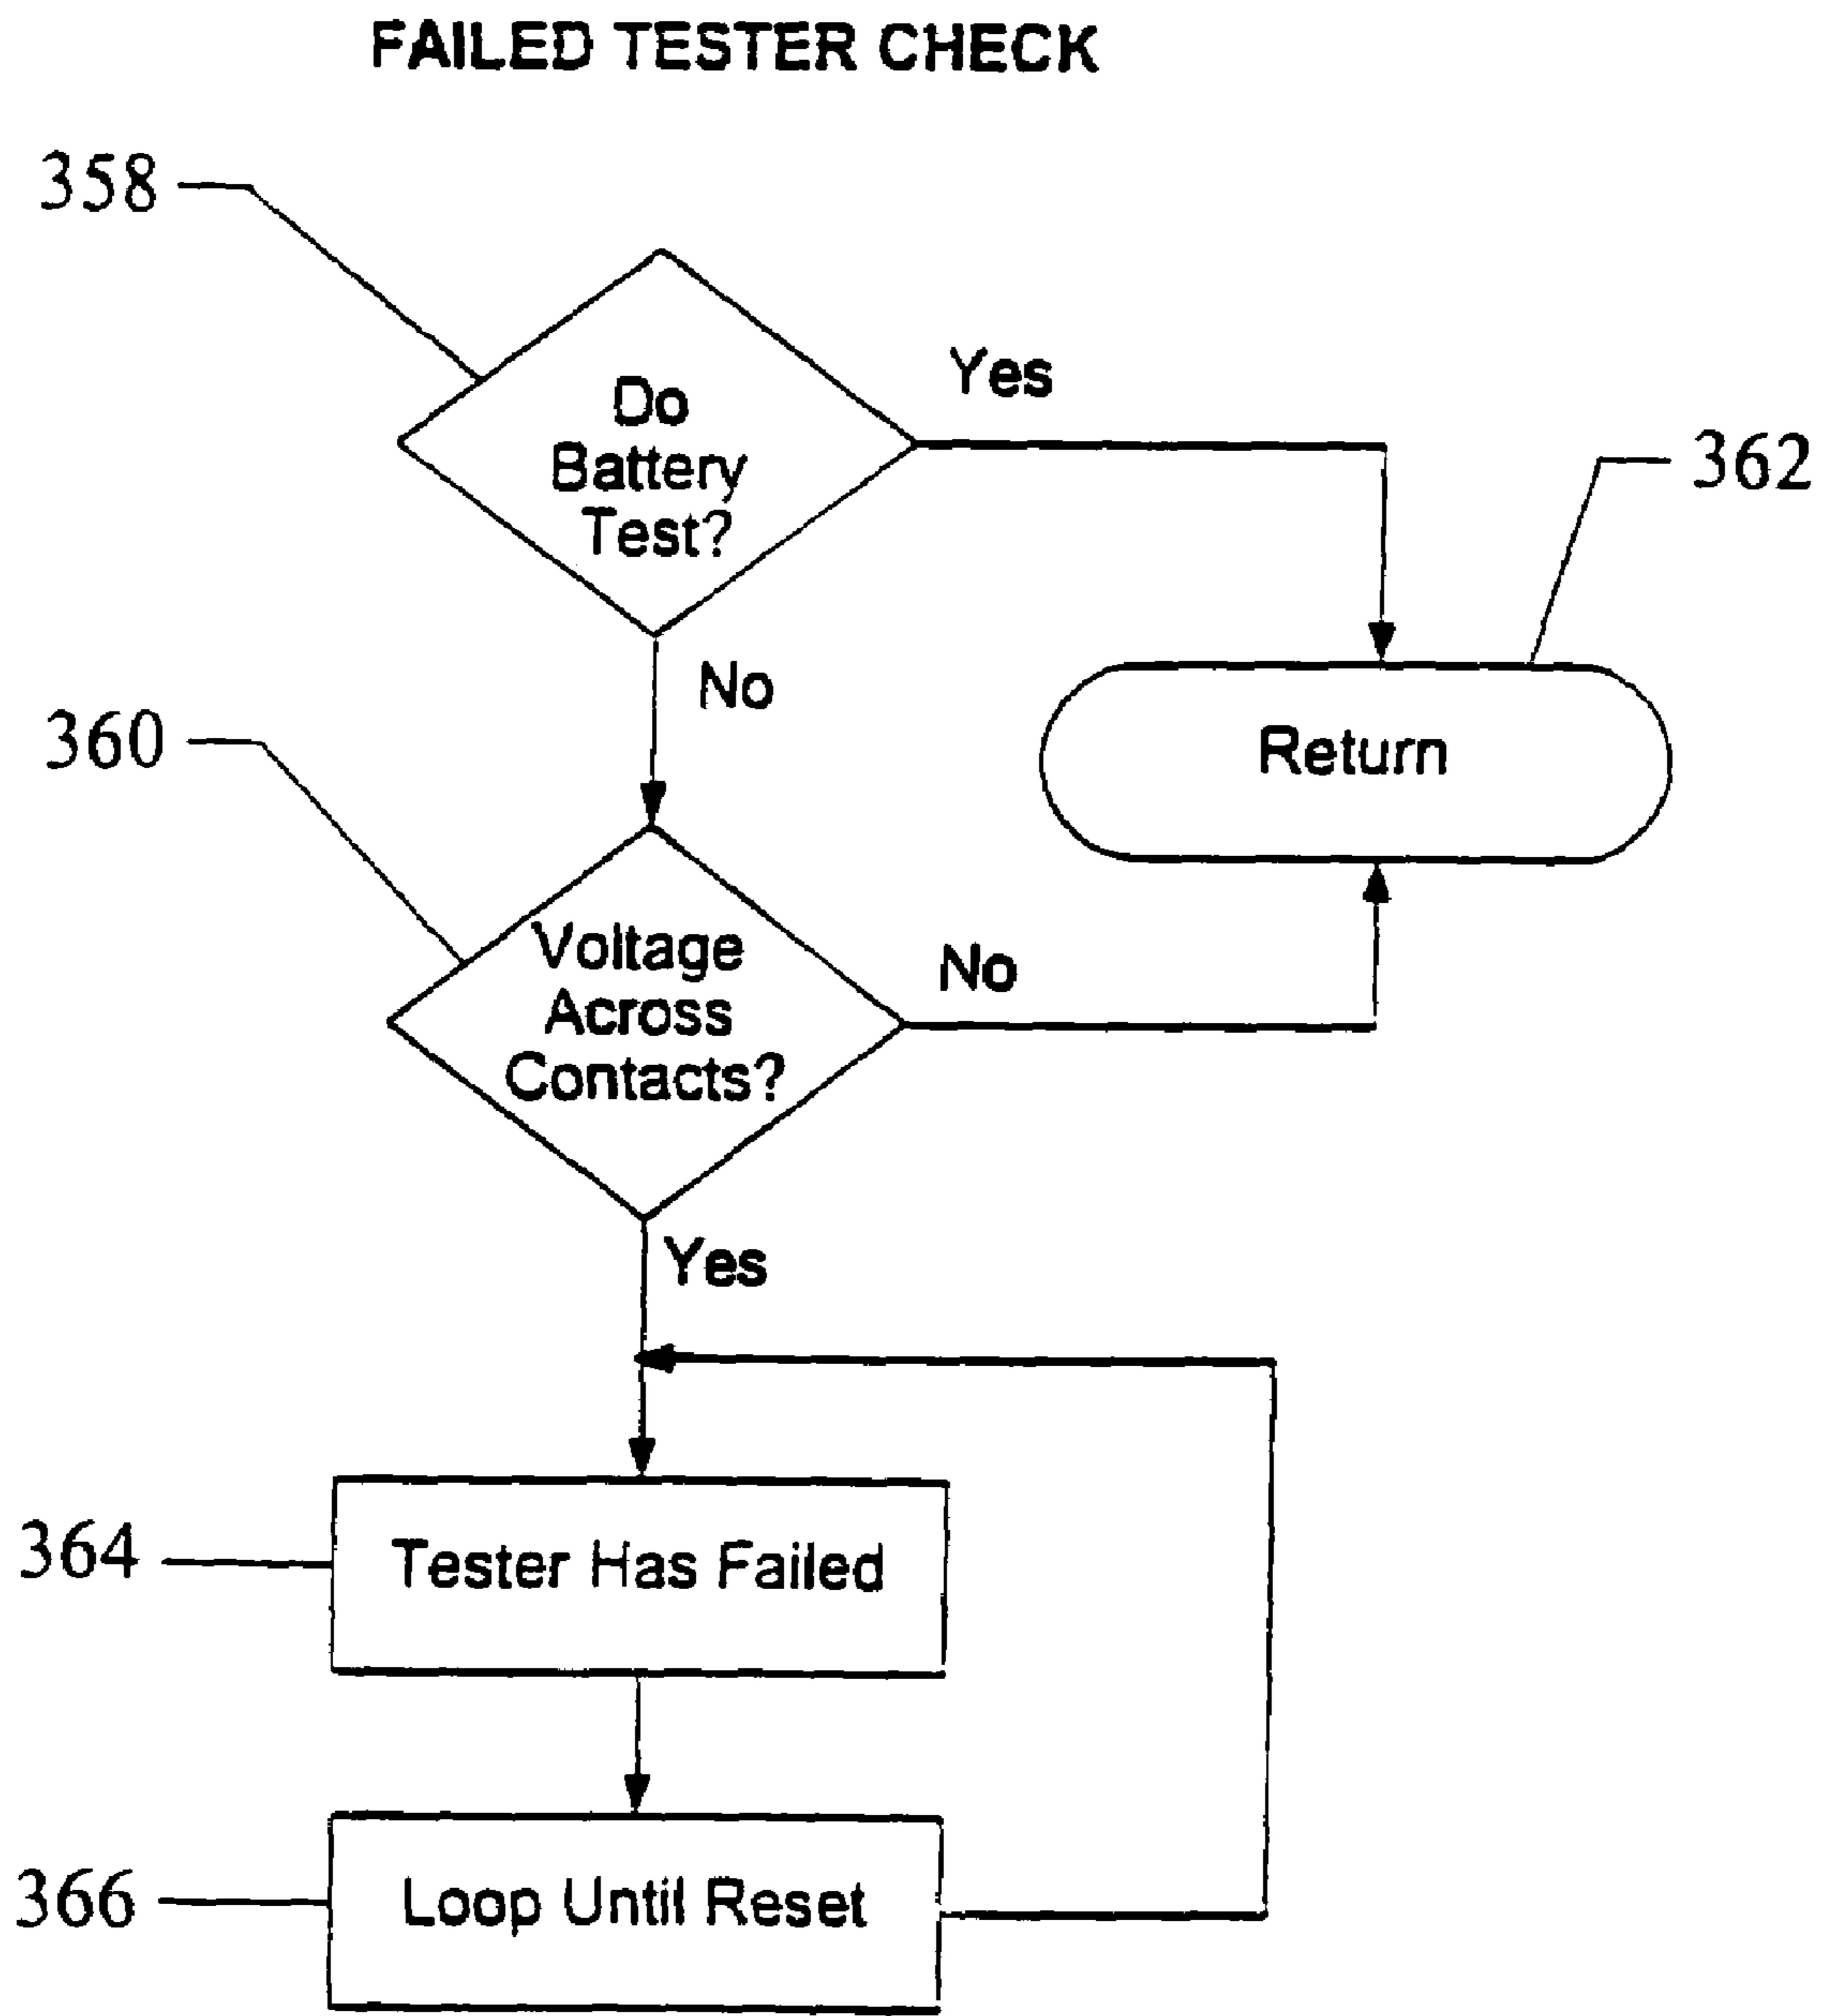 FAILED TESTER CHECK
358
Do
Battery
Test?
Yes
362
No
Return
360
Voltage
Across
Contacts?
No
Yes
364
Tester Has Failed
366
Loop Until Reset